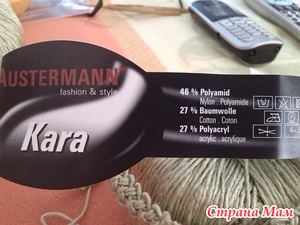 AUSTERMANN
fashion & style
Kara
46 % Polyamid
Nylon . Polyamide
27 % Baumwolle
Cotton . Coton
27 % Polyacryl
acrylic . acrylique
Страна Мам